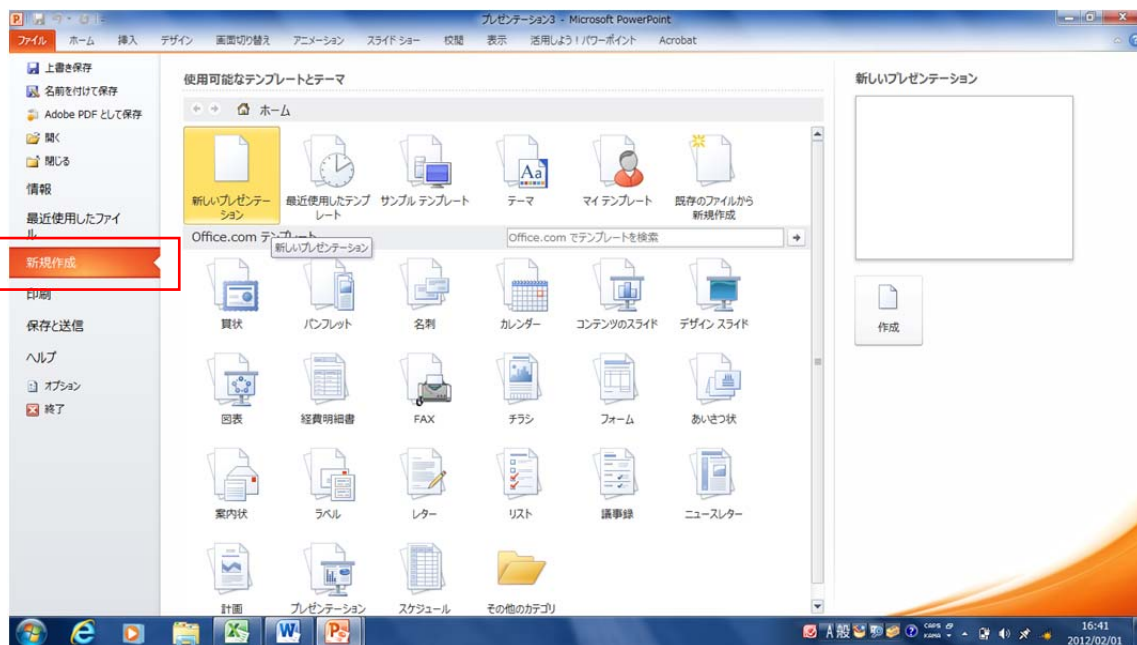 プレゼンテーション3 - Microsoft PowerPoint
ファイル ホーム 挿入 デザイン 画面切り替え アニメーション スライド ショー 校閲 表示 活用しよう！パワーポイント Acrobat
上書き保存
名前を付けて保存
Adobe PDF として保存
開く
閉じる
情報
最近使用したファイ
ル
新規作成
印刷
保存と送信
ヘルプ
オプション
終了
使用可能なテンプレートとテーマ
ホーム
新しいプレゼンテー
ション
最近使用したテンプ
レート
サンプル テンプレート
テーマ
マイ テンプレート
既存のファイルから
新規作成
Office.com テンプレート
Office.com でテンプレートを検索
新しいプレゼンテーション
賞状 パンフレット 名刺 カレンダー コンテンツのスライド デザイン スライド
図表 経費明細書 FAX チラシ フォーム あいさつ状
案内状 ラベル レター リスト 議事録 ニュースレター
計画 プレゼンテーション スケジュール その他のカテゴリ
新しいプレゼンテーション
作成
A 般
CAPS
KANA
16:41
2012/02/01